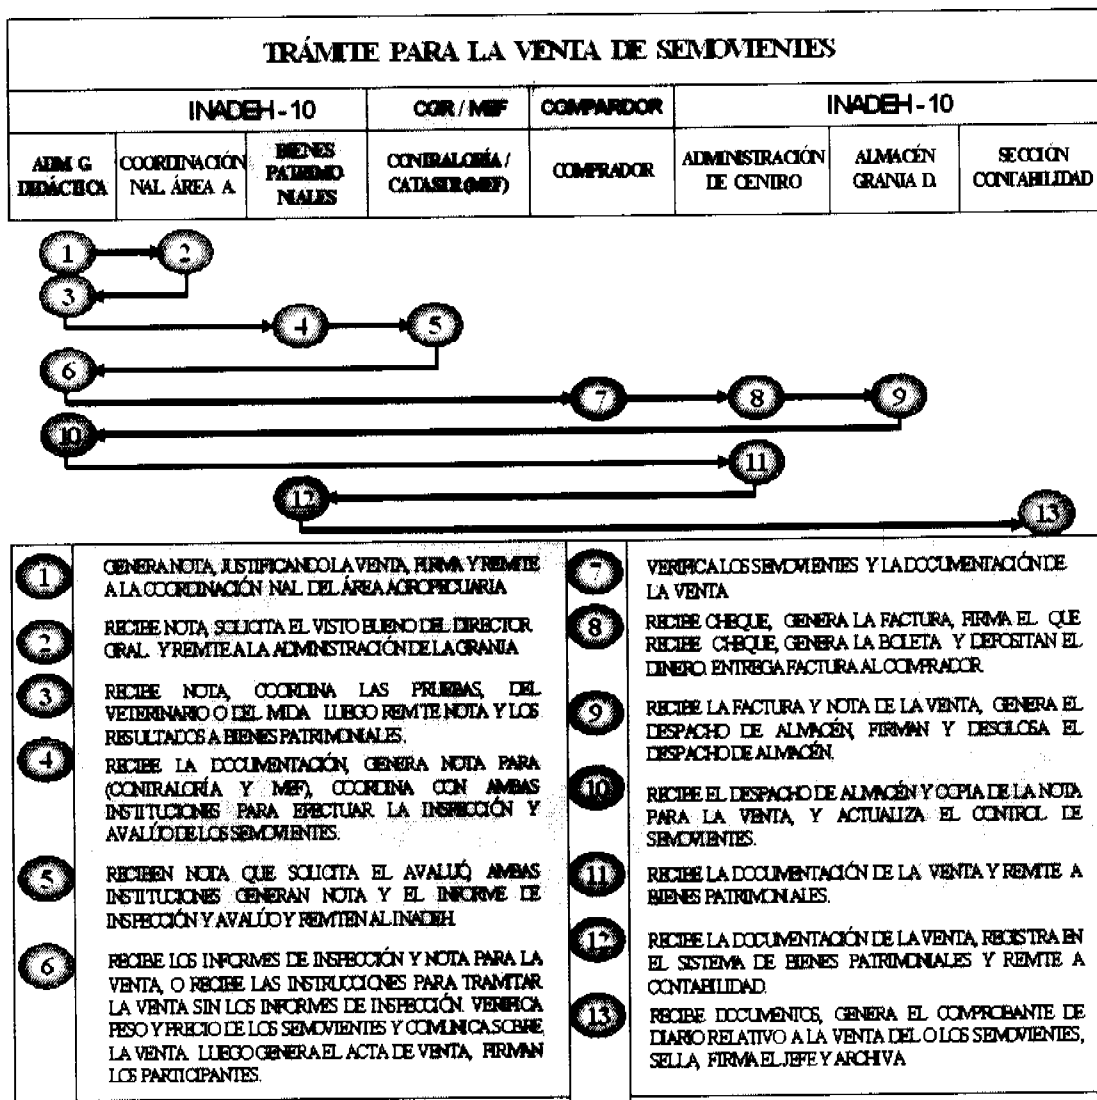 TRÁMITE PARA LA VENTA DE SEMOVIENTES
INADEH - 10
CGR / MEF
COMPARDOR
INADEH - 10
ADM. G.
DIDÁCTICA
COORDINACIÓN
NAL. ÁREA A.
BIENES
PATRIMO
NIALES
CONTRALORÍA /
CATASTR(MEF)
COMPRADOR
ADMINISTRACIÓN
DE CENTRO
ALMACÉN
GRANJA D.
SECCIÓN
CONTABILIDAD
1
2
3
4
5
6
7
8
9
10
11
12
13
1
GENERA NOTA, JUSTIFICANDO LA VENTA, FIRMA Y REMITE
A LA COORDINACIÓN NAL. DEL ÁREA AGROPECUARIA
2
RECIBE NOTA, SOLICITA EL VISTO BUENO DEL DIRECTOR
GRAL. Y REMITE A LA ADMINISTRACIÓN DE LA GRANJA
3
RECIBE NOTA, COORDINA LAS PRUEBAS, DEL
VETERINARIO O DEL MIDA. LUEGO REMITE NOTA Y LOS
RESULTADOS A BIENES PATRIMONIALES.
4
RECIBE LA DOCUMENTACIÓN, GENERA NOTA PARA
(CONTRALORÍA Y MEF), COORDINA CON AMBAS
INSTITUCIONES PARA EFECTUAR LA INSPECCIÓN Y
AVALÚO DE LOS SEMOVIENTES.
5
RECIBEN NOTA QUE SOLICITA EL AVALUÓ, AMBAS
INSTITUCIONES GENERAN NOTA Y EL INFORME DE
INSPECCIÓN Y AVALÚO Y REMITEN AL INADEH.
6
RECIBE LOS INFORMES DE INSPECCIÓN Y NOTA PARA LA
VENTA, O RECIBE LAS INSTRUCCIONES PARA TRAMITAR
LA VENTA SIN LOS INFORMES DE INSPECCIÓN. VERIFICA
PESO Y PRECIO DE LOS SEMOVIENTES Y COMUNICA SOBRE
LA VENTA. LUEGO GENERA EL ACTA DE VENTA, FIRMAN
LOS PARTICIPANTES.
7
VERIFICA LOS SEMOVIENTES Y LA DOCUMENTACIÓN DE
LA VENTA
8
RECIBE CHEQUE, GENERA LA FACTURA, FIRMA EL QUE
RECIBE CHEQUE, GENERA LA BOLETA Y DEPOSITAN EL
DINERO. ENTREGA FACTURA AL COMPRADOR
9
RECIBE LA FACTURA Y NOTA DE LA VENTA, GENERA EL
DESPACHO DE ALMACÉN, FIRMAN Y DESGLOSA EL
DESPACHO DE ALMACÉN.
10
RECIBE EL DESPACHO DE ALMACÉN Y COPIA DE LA NOTA
PARA LA VENTA, Y ACTUALIZA EL CONTROL DE
SEMOVIENTES.
11
RECIBE LA DOCUMENTACIÓN DE LA VENTA Y REMITE A
BIENES PATRIMONIALES.
12
RECIBE LA DOCUMENTACIÓN DE LA VENTA, REGISTRA EN
EL SISTEMA DE BIENES PATRIMONIALES Y REMITE A
CONTABILIDAD.
13
RECIBE DOCUMENTOS, GENERA EL COMPROBANTE DE
DIARIO RELATIVO A LA VENTA DEL O LOS SEMOVIENTES,
SELLA, FIRMA EL JEFE Y ARCHIVA